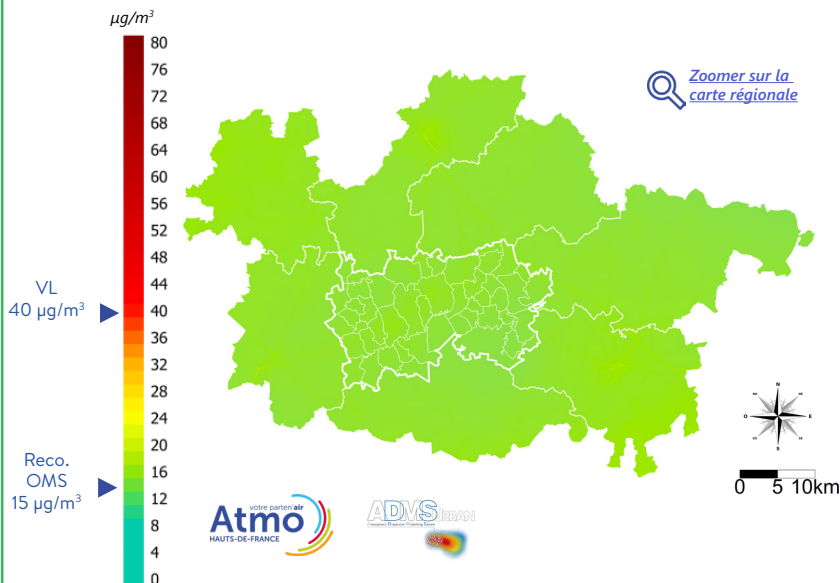 µg/m³
80
76
72
68
64
60
56
52
48
44
40
36
32
28
24
20
16
12
8
4
0
VL
40 µg/m³
Reco.
OMS
15 µg/m³
Zoomer sur la
carte régionale
N
O
E
S
0 5 10km
votre parten'air
Atmo
HAUTS-DE-FRANCE
ADMS URBAN